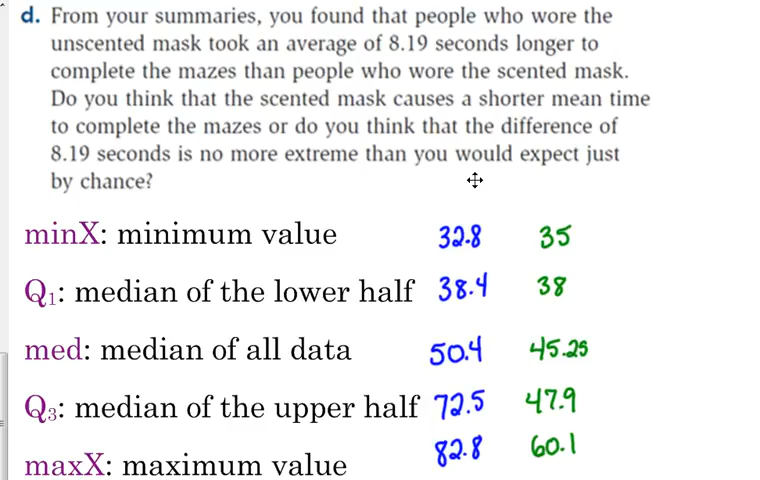 d. From your summaries, you found that people who wore the
unscented mask took an average of 8.19 seconds longer to
complete the mazes than people who wore the scented mask.
Do you think that the scented mask causes a shorter mean time
to complete the mazes or do you think that the difference of
8.19 seconds is no more extreme than you would expect just
by chance?
minX: minimum value 32.8 35
Q₁: median of the lower half 38.4 38
med: median of all data 50.4 45.25
Q₃: median of the upper half 72.5 47.9
maxX: maximum value 82.8 60.1